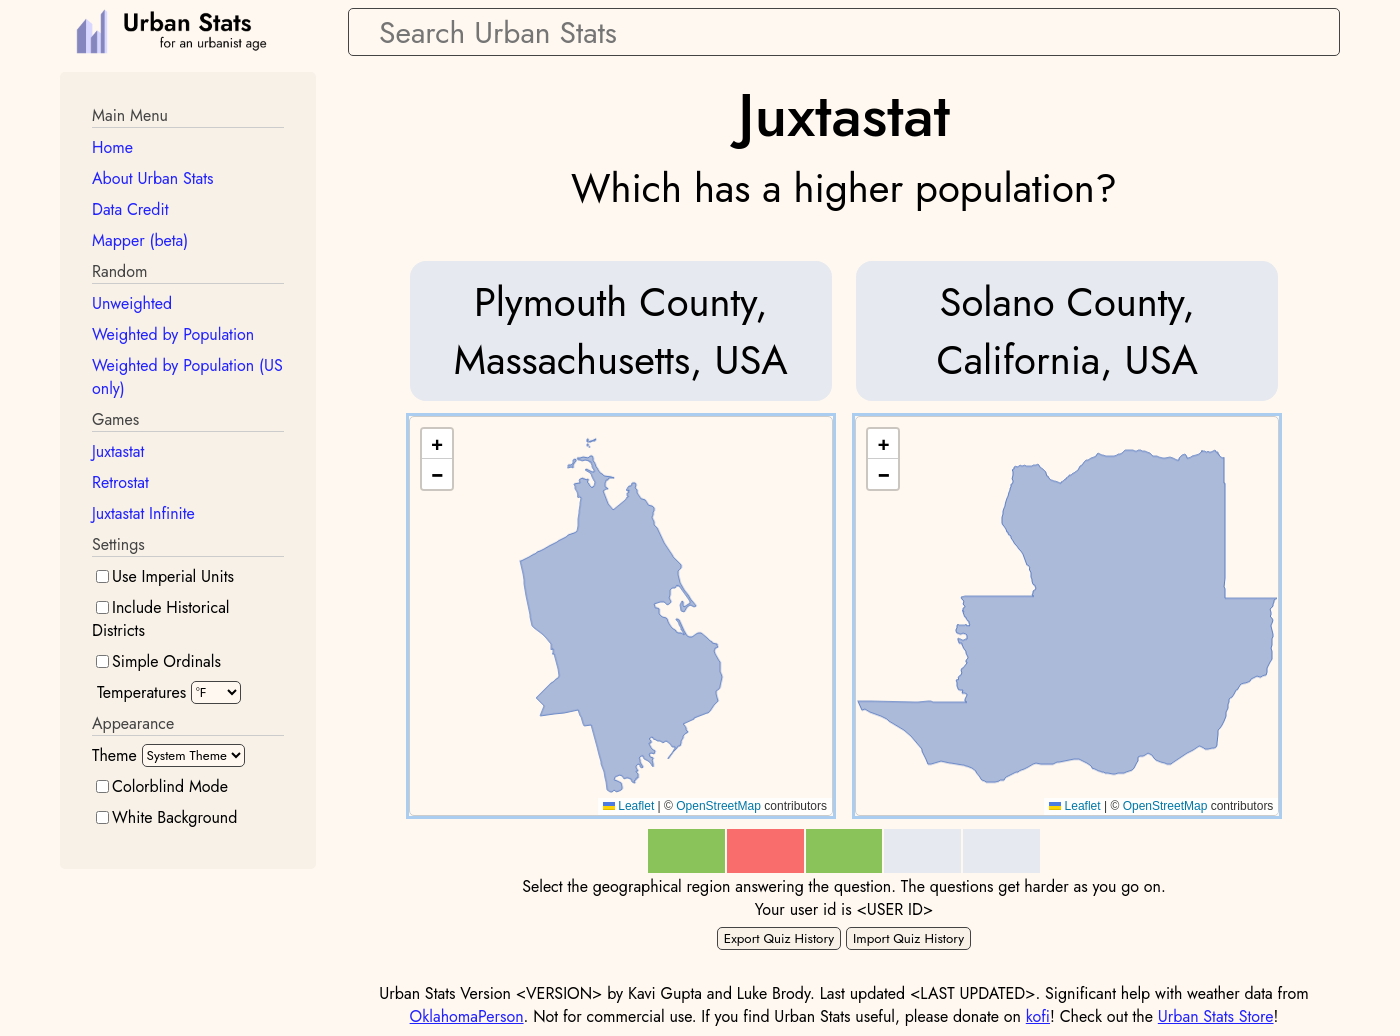 Urban Stats
for an urbanist age
Search Urban Stats
Main Menu
Home
About Urban Stats
Data Credit
Mapper (beta)
Random
Unweighted
Weighted by Population
Weighted by Population (US
only)
Games
Juxtastat
Retrostat
Juxtastat Infinite
Settings
Use Imperial Units
Include Historical
Districts
Simple Ordinals
Temperatures °F
Appearance
Theme System Theme
Colorblind Mode
White Background
Juxtastat
Which has a higher population?
Plymouth County,
Massachusetts, USA
+
−
Leaflet | © OpenStreetMap contributors
Solano County,
California, USA
+
−
Leaflet | © OpenStreetMap contributors
Select the geographical region answering the question. The questions get harder as you go on.
Your user id is <USER ID>
Export Quiz History Import Quiz History
Urban Stats Version <VERSION> by Kavi Gupta and Luke Brody. Last updated <LAST UPDATED>. Significant help with weather data from
OklahomaPerson. Not for commercial use. If you find Urban Stats useful, please donate on kofi! Check out the Urban Stats Store!